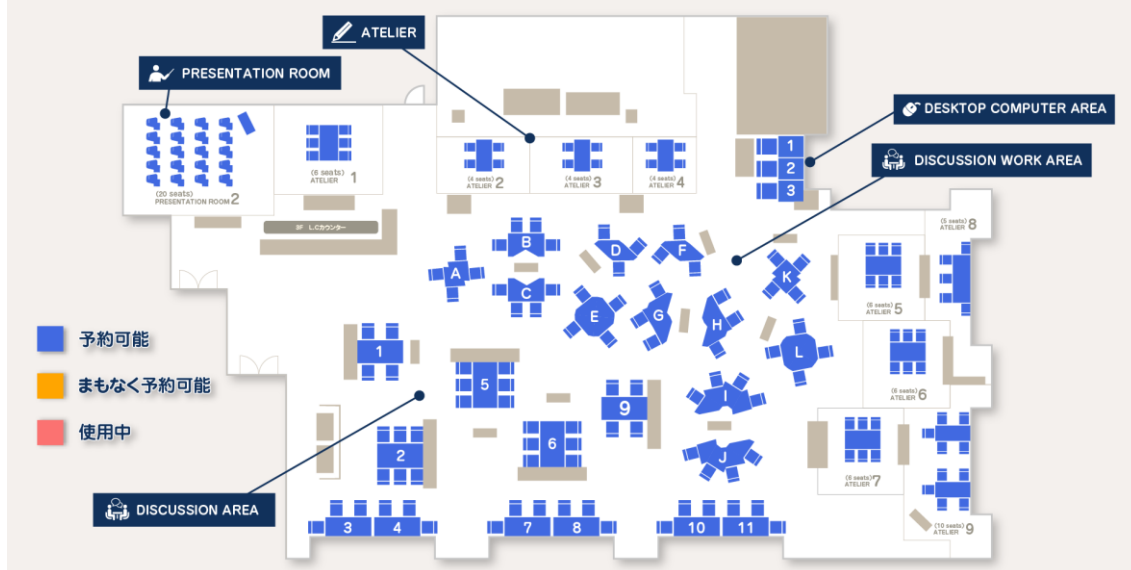 ATELIER
PRESENTATION ROOM
DESKTOP COMPUTER AREA
DISCUSSION WORK AREA
(20 seats)
PRESENTATION ROOM 2
(6 seats)
ATELIER 1
(4 seats)
ATELIER 2
(4 seats)
ATELIER 3
(4 seats)
ATELIER 4
1
2
3
3F L.Cカウンター
(5 seats)
ATELIER 8
A
B
C
D
E
F
G
H
K
L
I
J
(6 seats)
ATELIER 5
(6 seats)
ATELIER 6
(6 seats)
ATELIER 7
(10 seats)
ATELIER 9
予約可能
まもなく予約可能
使用中
1
5
9
2
6
DISCUSSION AREA
3
4
7
8
10
11